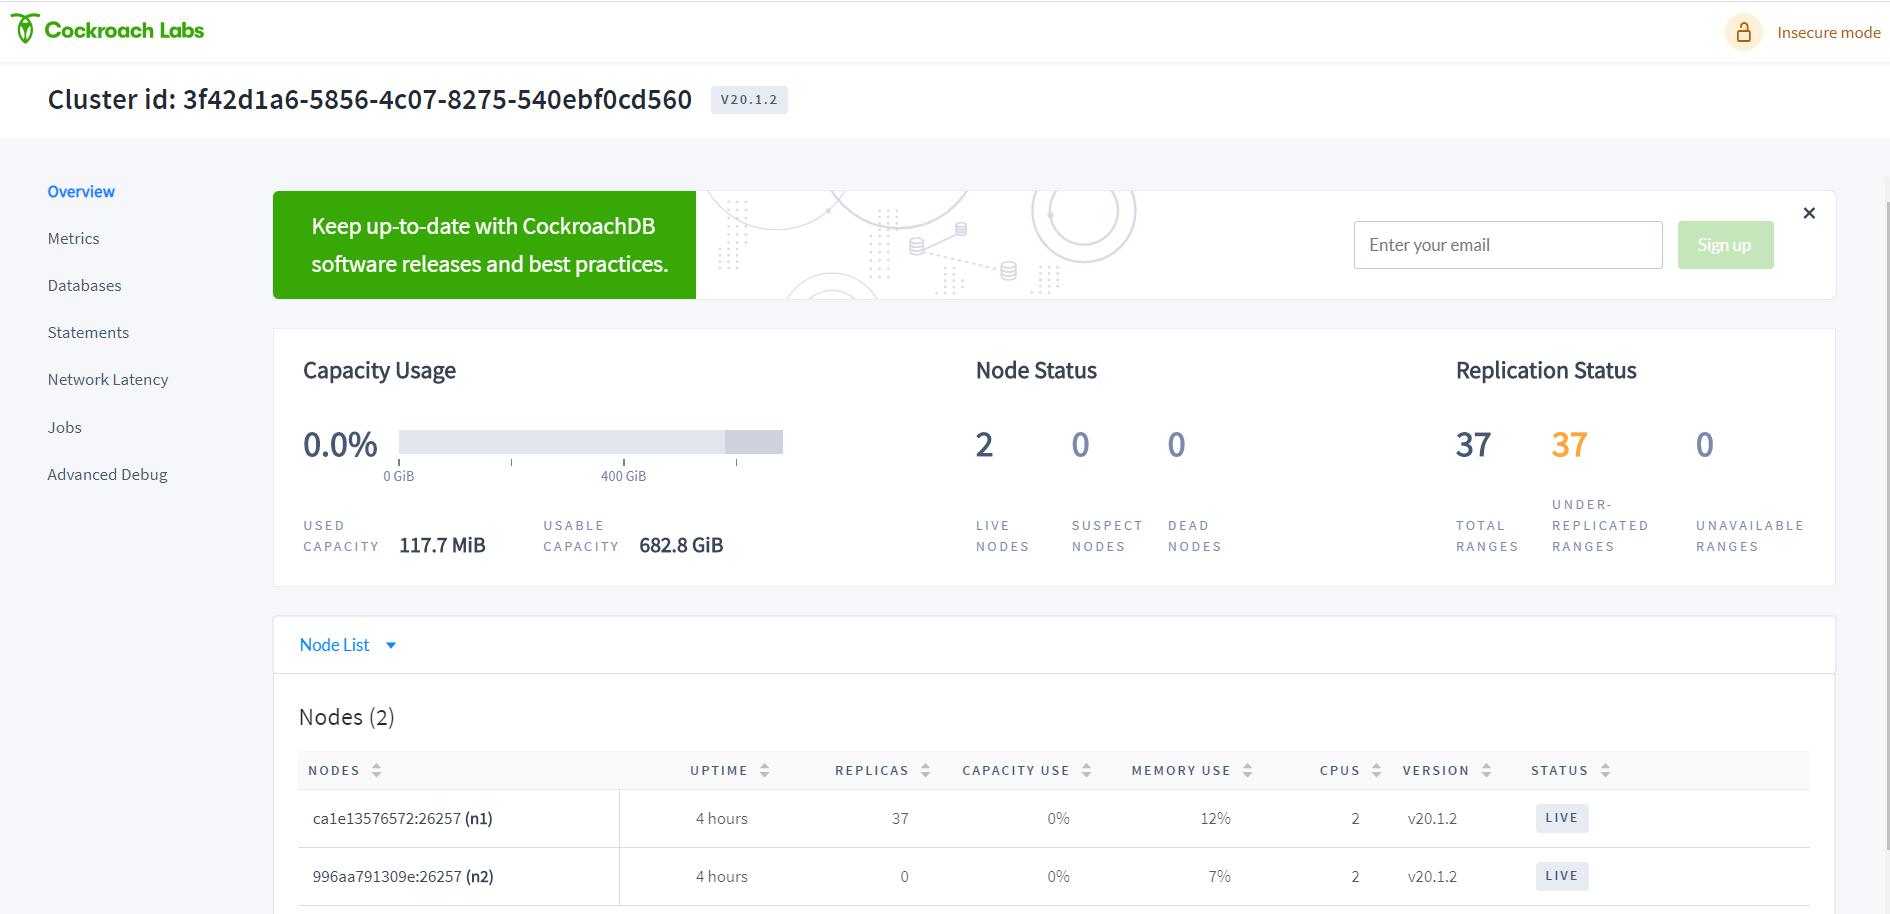 Cockroach Labs
Insecure mode
Cluster id: 3f42d1a6-5856-4c07-8275-540ebf0cd560
V20.1.2
Overview
Metrics
Databases
Statements
Network Latency
Jobs
Advanced Debug
Keep up-to-date with CockroachDB
software releases and best practices.
Enter your email
Sign up
Capacity Usage
0.0%
0 GiB
400 GiB
USED
CAPACITY
117.7 MiB
USABLE
CAPACITY
682.8 GiB
Node Status
2
0
0
LIVE
NODES
SUSPECT
NODES
DEAD
NODES
Replication Status
37
37
0
TOTAL
RANGES
UNDER-
REPLICATED
RANGES
UNAVAILABLE
RANGES
Node List
Nodes (2)
NODES UPTIME REPLICAS CAPACITY USE MEMORY USE CPUS VERSION STATUS
ca1e13576572:26257 (n1) 4 hours 37 0% 12% 2 v20.1.2 LIVE
996aa791309e:26257 (n2) 4 hours 0 0% 7% 2 v20.1.2 LIVE